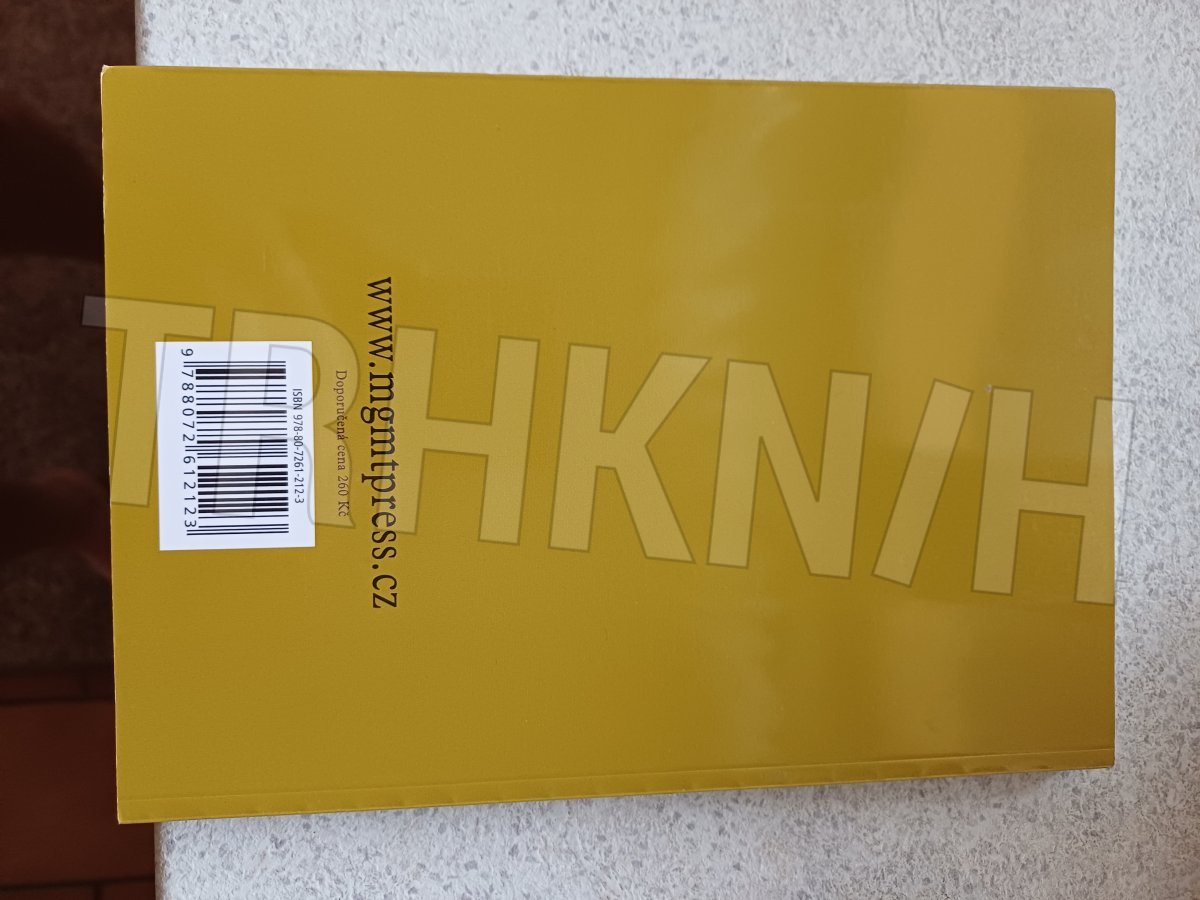 www.mgmtpress.cz
Doporučená cena 260 Kč
ISBN 978-80-7261-212-3
9 788072 612123
TRHKNIH